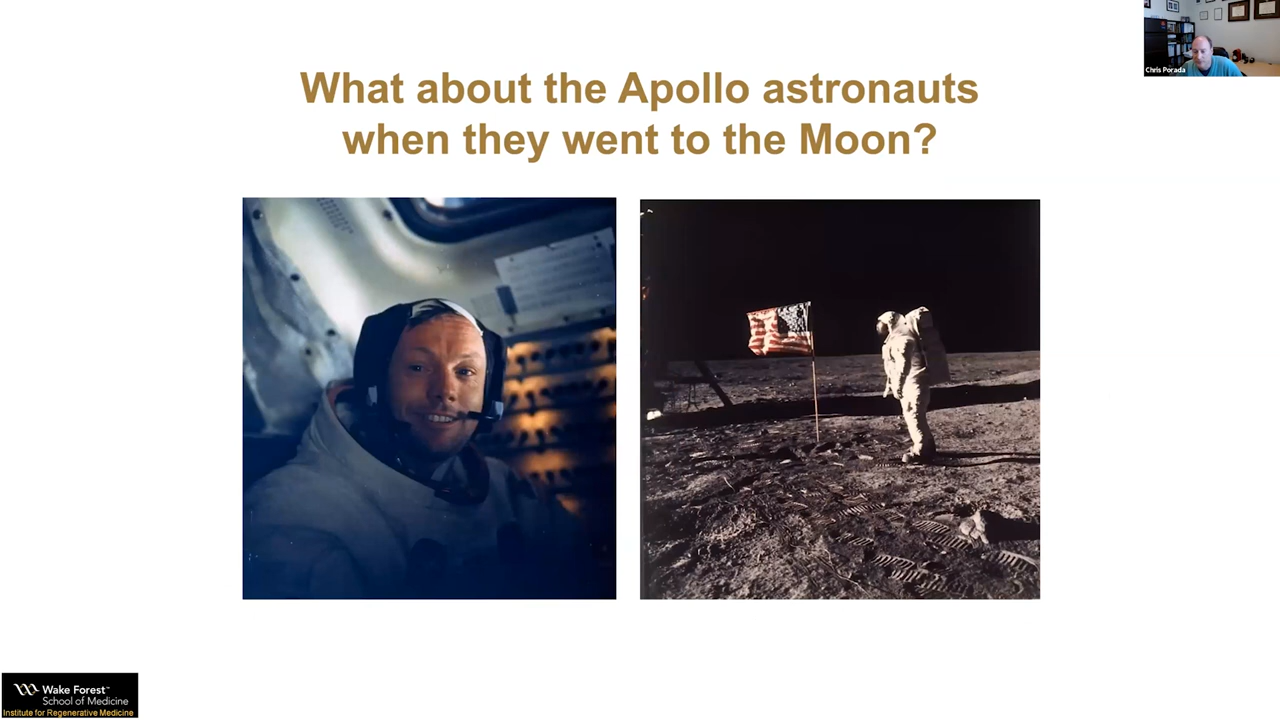 What about the Apollo astronauts
when they went to the Moon?
Chris Porada
Wake Forest™
School of Medicine
Institute for Regenerative Medicine